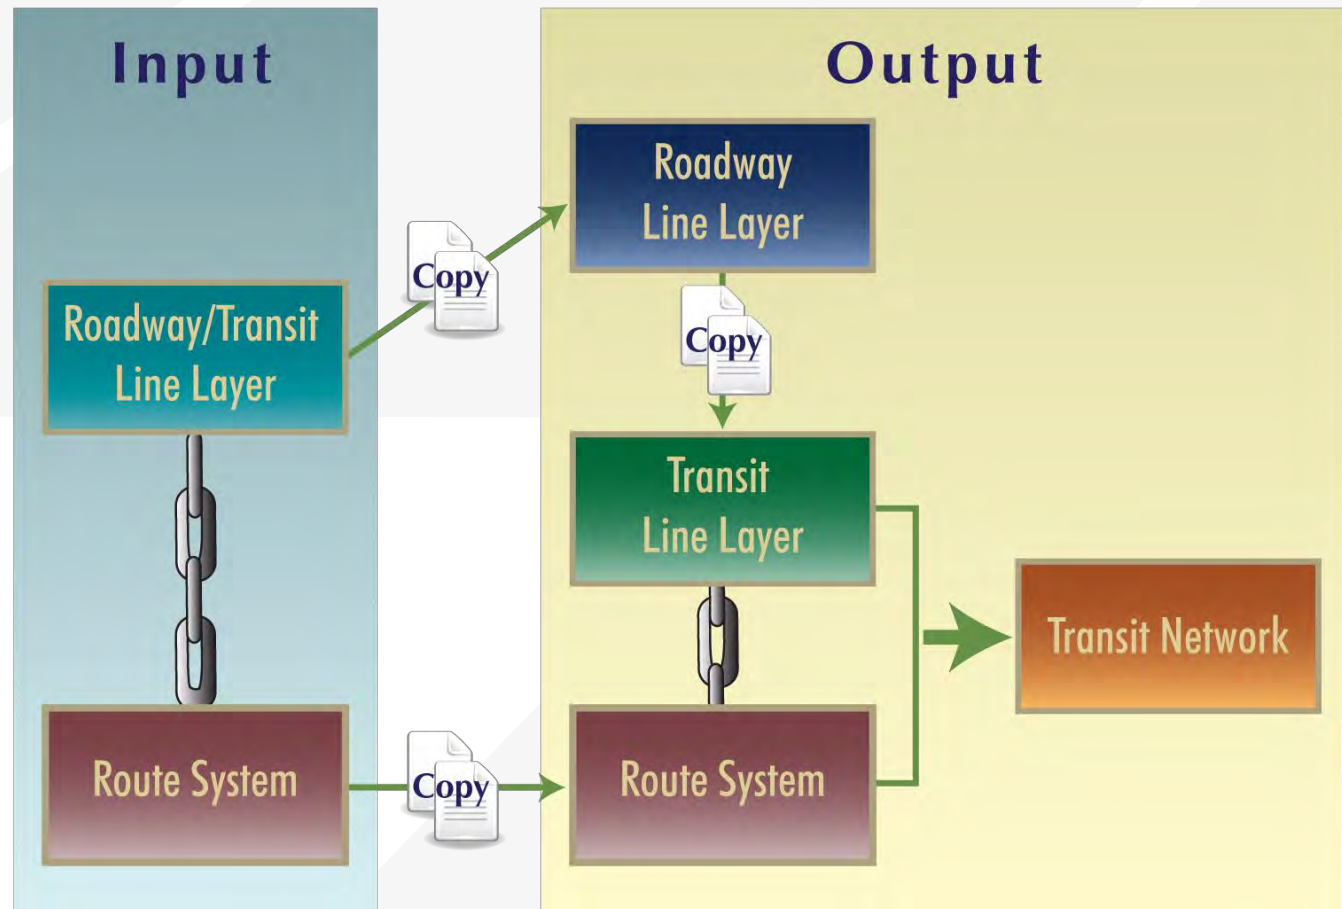 Input
Output
Roadway
Line Layer
Copy
Roadway/Transit
Line Layer
Copy
Transit
Line Layer
Transit Network
Route System
Copy
Route System